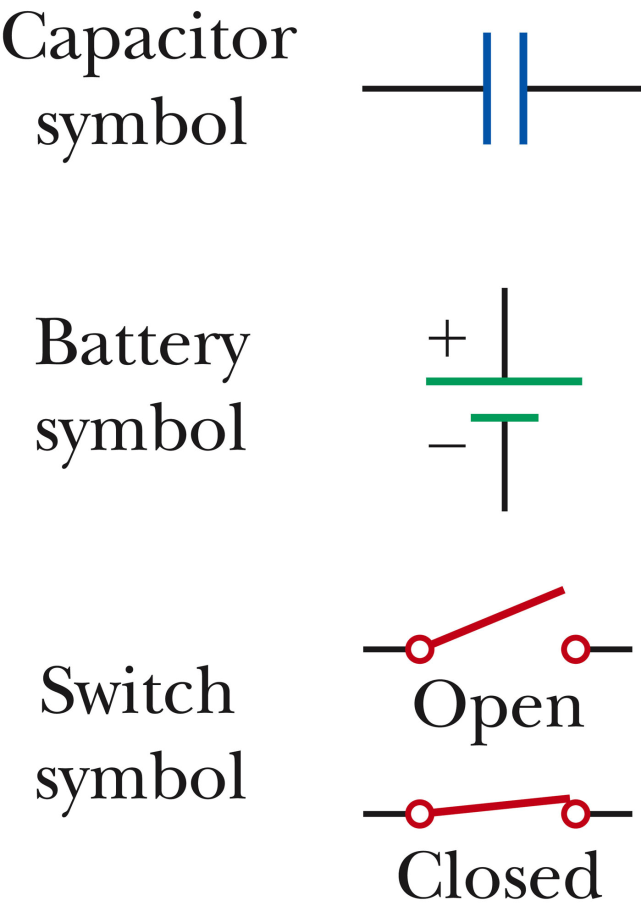 Capacitor
symbol
Battery
symbol
+
−
Switch
symbol
Open
Closed